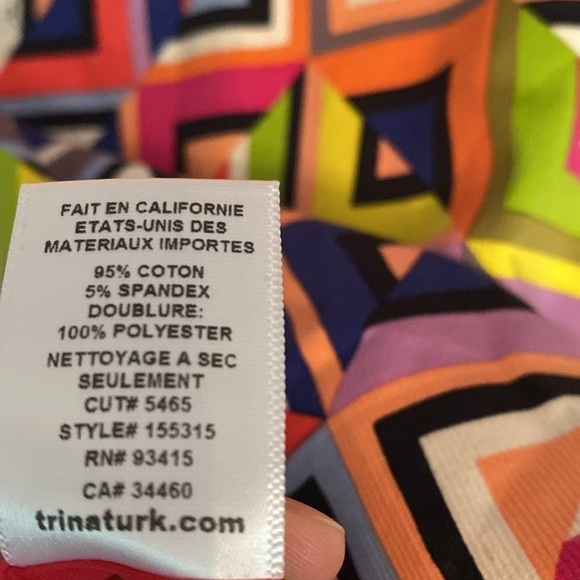 FAIT EN CALIFORNIE
ETATS-UNIS DES
MATERIAUX IMPORTES
95% COTON
5% SPANDEX
DOUBLURE:
100% POLYESTER
NETTOYAGE A SEC
SEULEMENT
CUT# 5465
STYLE# 155315
RN# 93415
CA# 34460
trinaturk.com